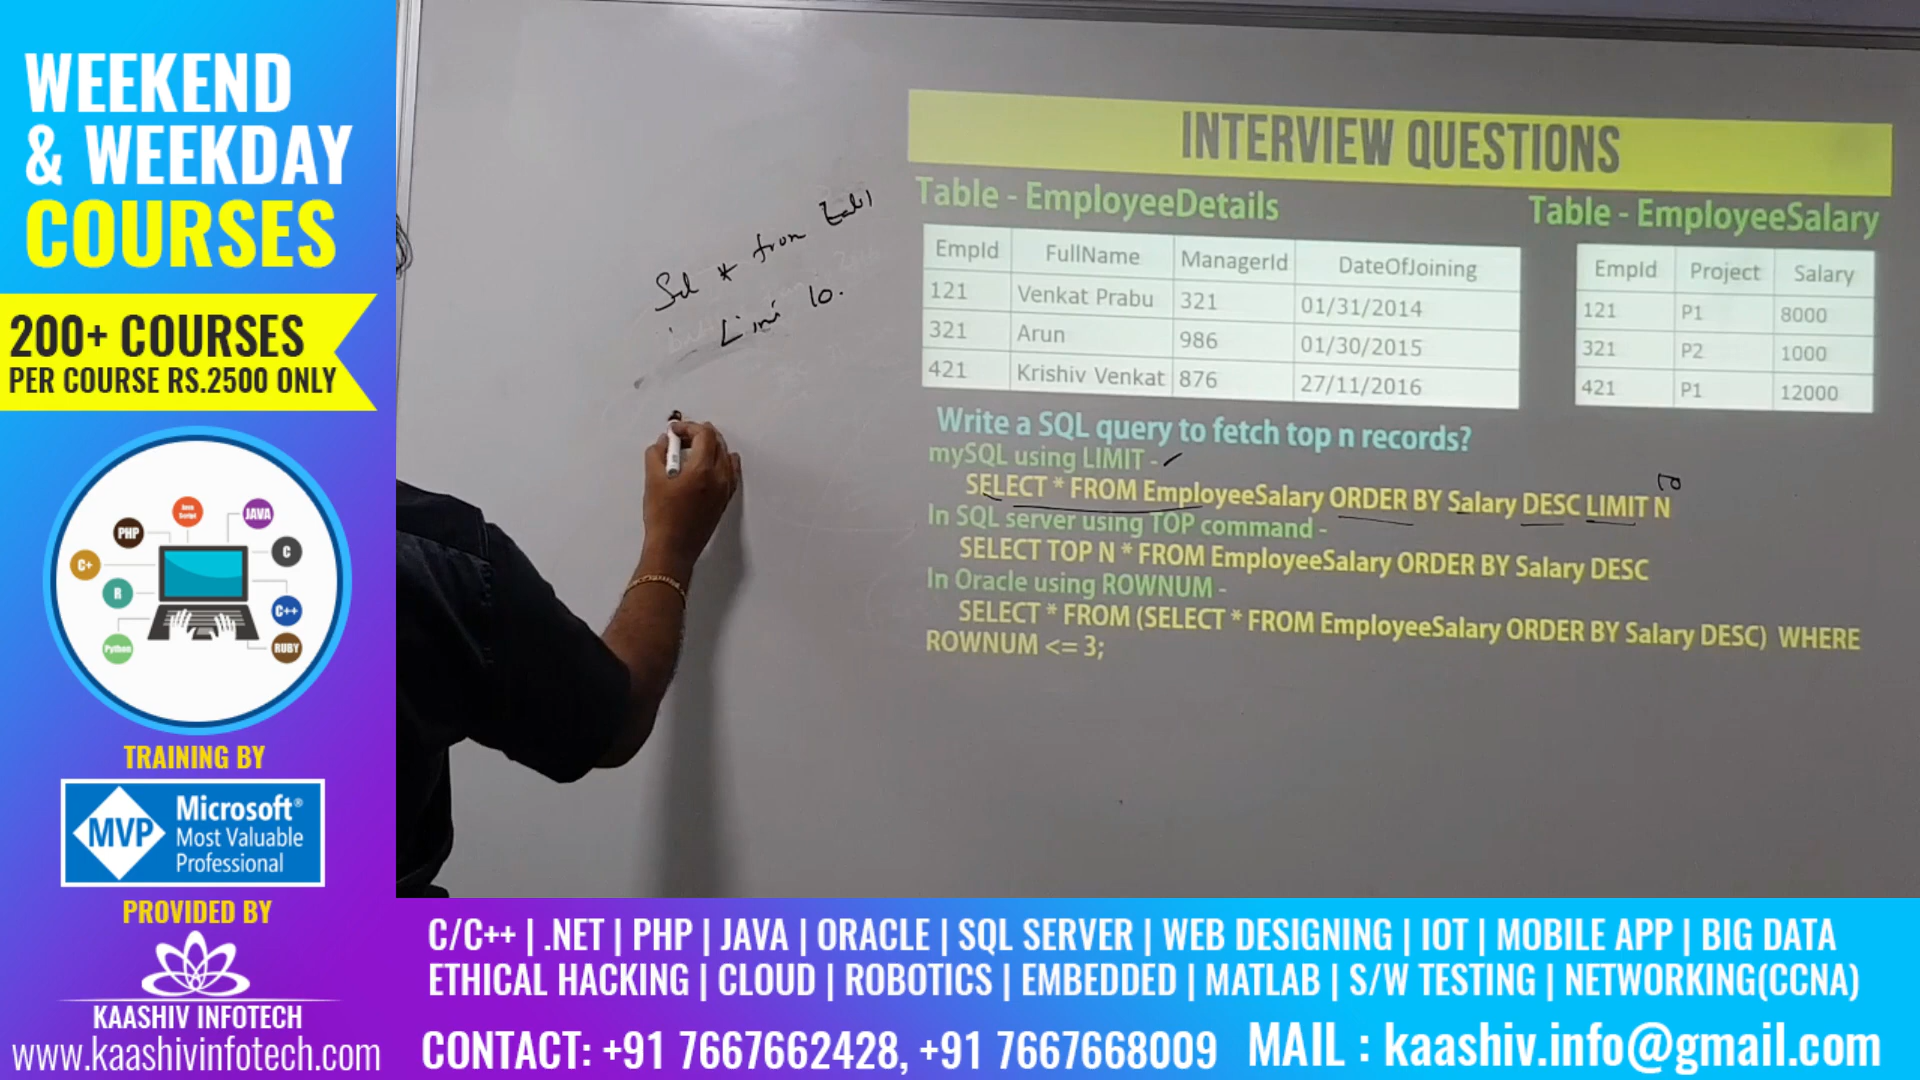 WEEKEND
& WEEKDAY
COURSES
200+ COURSES
PER COURSE RS.2500 ONLY
PHP
Java
Script
JAVA
C+
C
R
C++
Python
RUBY
TRAINING BY
MVP
Microsoft®
Most Valuable
Professional
PROVIDED BY
KAASHIV INFOTECH
www.kaashivinfotech.com
Sel * from tabl
Limi 10.
INTERVIEW QUESTIONS
Table - EmployeeDetails
EmpId FullName ManagerId DateOfJoining
121 Venkat Prabu 321 01/31/2014
321 Arun 986 01/30/2015
421 Krishiv Venkat 876 27/11/2016
Table - EmployeeSalary
EmpId Project Salary
121 P1 8000
321 P2 1000
421 P1 12000
Write a SQL query to fetch top n records?
mySQL using LIMIT -
10
SELECT * FROM EmployeeSalary ORDER BY Salary DESC LIMIT N
In SQL server using TOP command -
SELECT TOP N * FROM EmployeeSalary ORDER BY Salary DESC
In Oracle using ROWNUM -
SELECT * FROM (SELECT * FROM EmployeeSalary ORDER BY Salary DESC) WHERE
ROWNUM <= 3;
C/C++ | .NET | PHP | JAVA | ORACLE | SQL SERVER | WEB DESIGNING | IOT | MOBILE APP | BIG DATA
ETHICAL HACKING | CLOUD | ROBOTICS | EMBEDDED | MATLAB | S/W TESTING | NETWORKING(CCNA)
CONTACT: +91 7667662428, +91 7667668009 MAIL : kaashiv.info@gmail.com